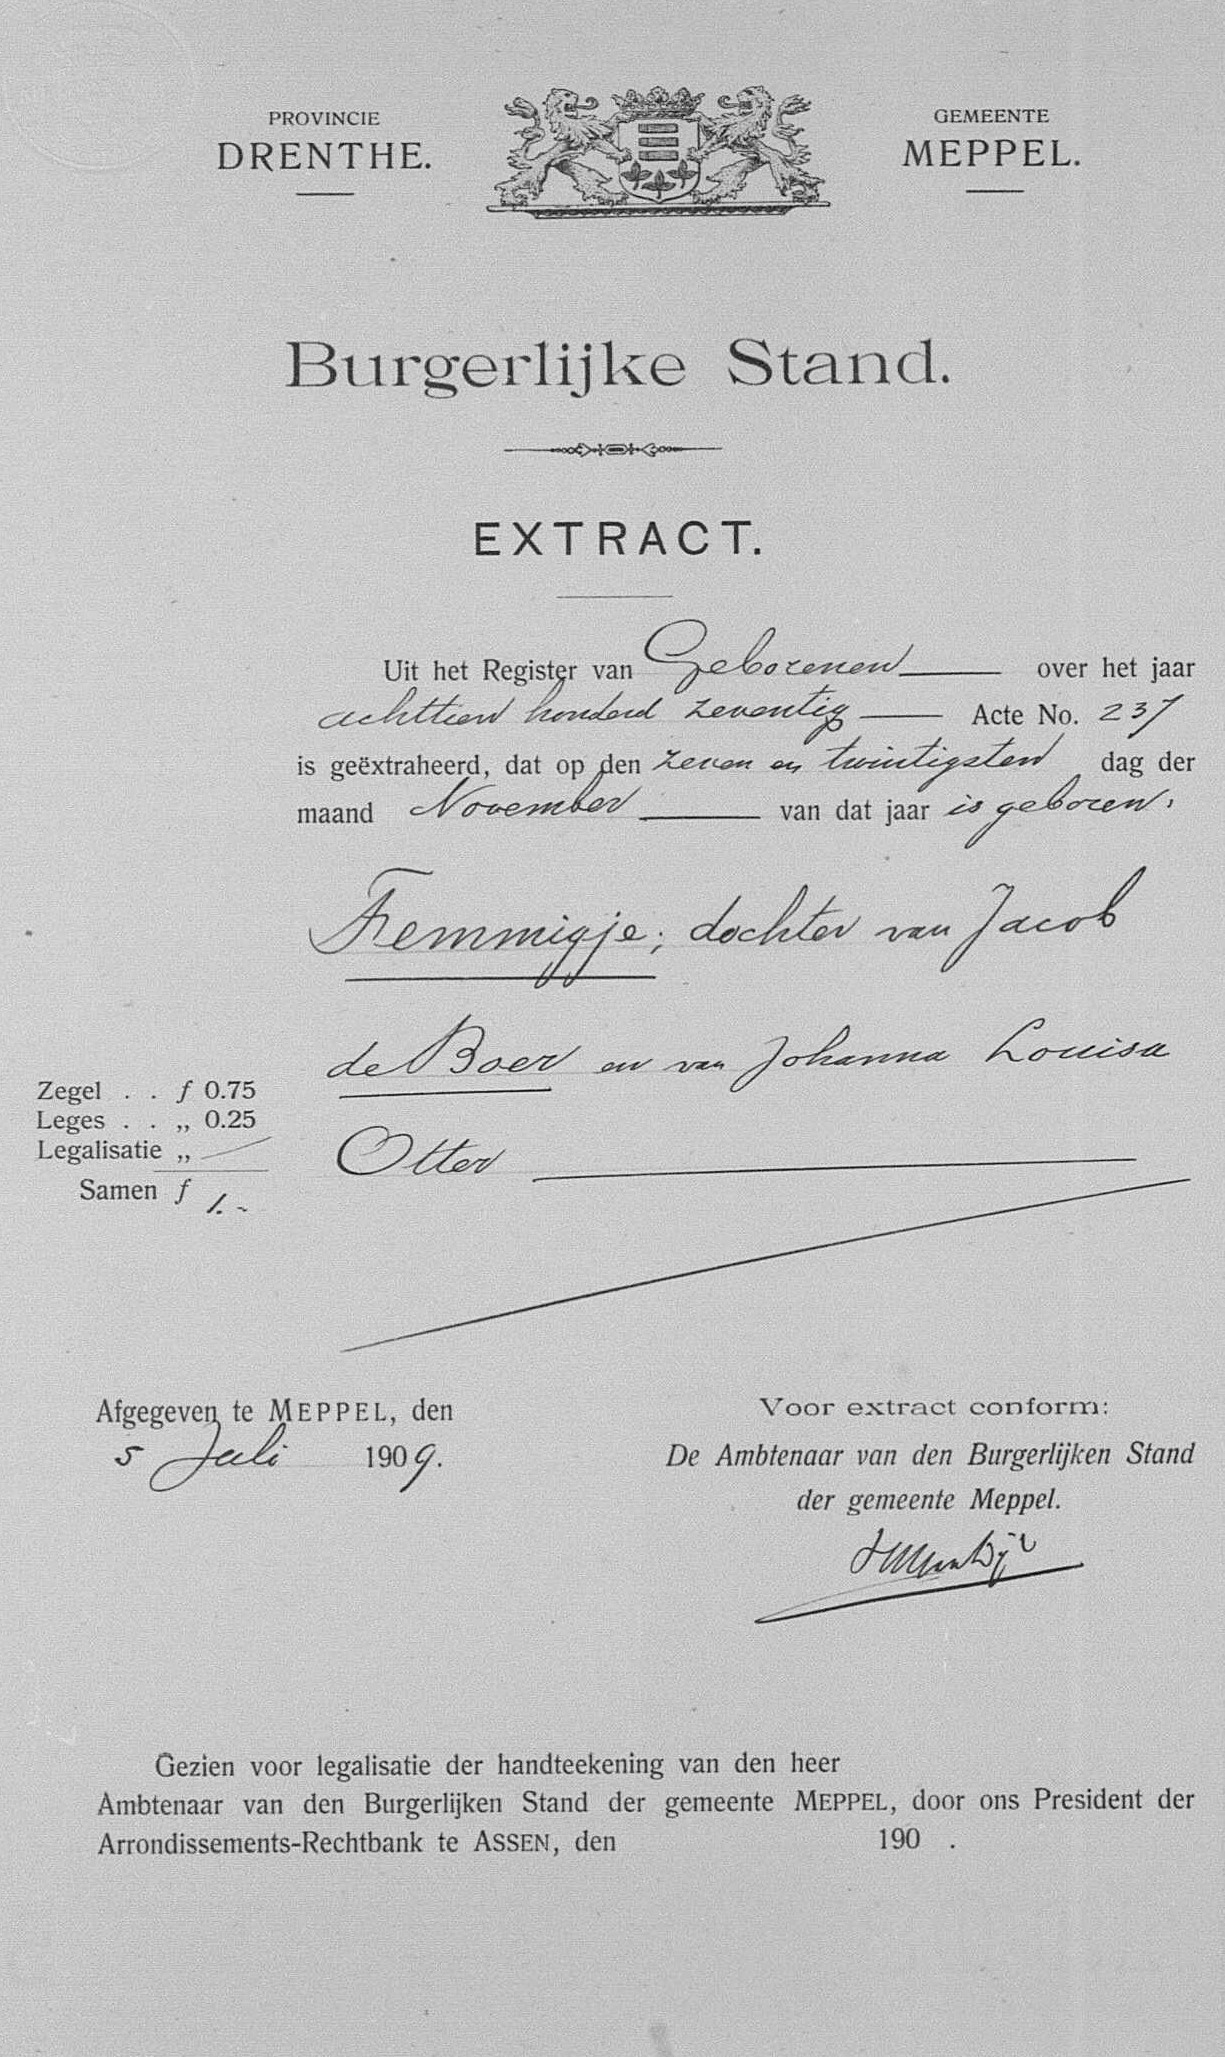 PROVINCIE
DRENTHE.
GEMEENTE
MEPPEL.
Burgerlijke Stand.
EXTRACT.
Uit het Register van Geborenen over het jaar
achttien honderd zeventig Acte No. 237
is geëxtraheerd, dat op den zeven en twintigsten dag der
maand November van dat jaar is geboren:
Femmigje; dochter van Jacob
de Boer en van Johanna Louisa
Otter
Zegel . . f 0.75
Leges . . „ 0.25
Legalisatie „ —
Samen f 1.-
Afgegeven te MEPPEL, den
5 Juli 1909.
Voor extract conform:
De Ambtenaar van den Burgerlijken Stand
der gemeente Meppel.
Gezien voor legalisatie der handteekening van den heer
Ambtenaar van den Burgerlijken Stand der gemeente MEPPEL, door ons President der
Arrondissements-Rechtbank te ASSEN, den 190 .